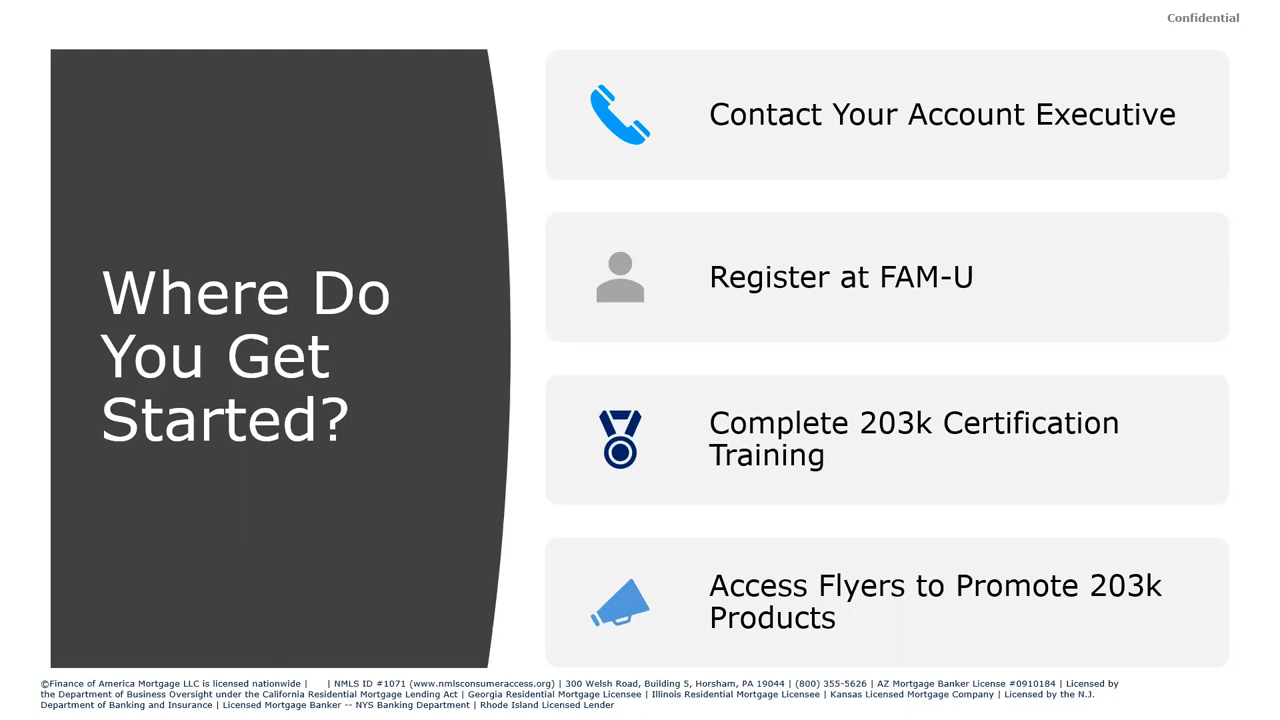 Confidential
Where Do
You Get
Started?
Contact Your Account Executive
Register at FAM-U
Complete 203k Certification
Training
Access Flyers to Promote 203k
Products
©Finance of America Mortgage LLC is licensed nationwide | | NMLS ID #1071 (www.nmlsconsumeraccess.org) | 300 Welsh Road, Building 5, Horsham, PA 19044 | (800) 355-5626 | AZ Mortgage Banker License #0910184 | Licensed by
the Department of Business Oversight under the California Residential Mortgage Lending Act | Georgia Residential Mortgage Licensee | Illinois Residential Mortgage Licensee | Kansas Licensed Mortgage Company | Licensed by the N.J.
Department of Banking and Insurance | Licensed Mortgage Banker -- NYS Banking Department | Rhode Island Licensed Lender